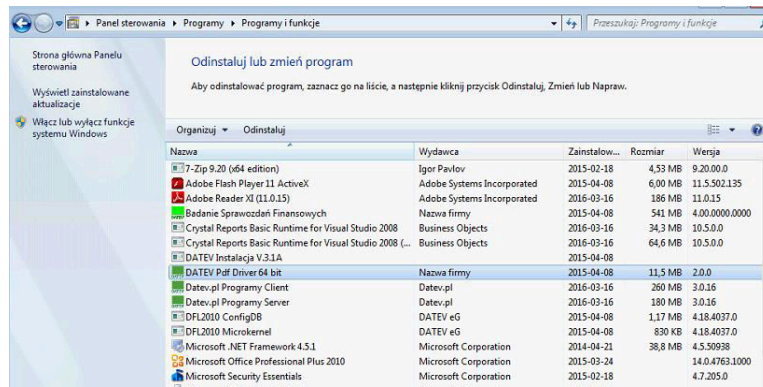 Panel sterowania ▸ Programy ▸ Programy i funkcje
Przeszukaj: Programy i funkcje
Strona główna Panelu
sterowania
Wyświetl zainstalowane
aktualizacje
Włącz lub wyłącz funkcje
systemu Windows
Odinstaluj lub zmień program
Aby odinstalować program, zaznacz go na liście, a następnie kliknij przycisk Odinstaluj, Zmień lub Napraw.
Organizuj Odinstaluj
Nazwa Wydawca Zainstalow... Rozmiar Wersja
7-Zip 9.20 (x64 edition) Igor Pavlov 2015-02-18 4,53 MB 9.20.00.0
Adobe Flash Player 11 ActiveX Adobe Systems Incorporated 2015-04-08 6,00 MB 11.5.502.135
Adobe Reader XI (11.0.15) Adobe Systems Incorporated 2016-03-16 186 MB 11.0.15
Badanie Sprawozdań Finansowych Nazwa firmy 2015-04-08 541 MB 4.00.0000.0000
Crystal Reports Basic Runtime for Visual Studio 2008 Business Objects 2016-03-16 34,3 MB 10.5.0.0
Crystal Reports Basic Runtime for Visual Studio 2008 (... Business Objects 2016-03-16 64,6 MB 10.5.0.0
DATEV Instalacja V.3.1A 2015-04-08
DATEV Pdf Driver 64 bit Nazwa firmy 2015-04-08 11,5 MB 2.0.0
Datev.pl Programy Client Datev.pl 2016-03-16 260 MB 3.0.16
Datev.pl Programy Server Datev.pl 2016-03-16 180 MB 3.0.16
DFL2010 ConfigDB DATEV eG 2015-04-08 1,17 MB 4.18.4037.0
DFL2010 Microkernel DATEV eG 2015-04-08 830 KB 4.18.4037.0
Microsoft .NET Framework 4.5.1 Microsoft Corporation 2014-04-21 38,8 MB 4.5.50938
Microsoft Office Professional Plus 2010 Microsoft Corporation 2015-03-24 14.0.4763.1000
Microsoft Security Essentials Microsoft Corporation 2015-02-18 4.7.205.0